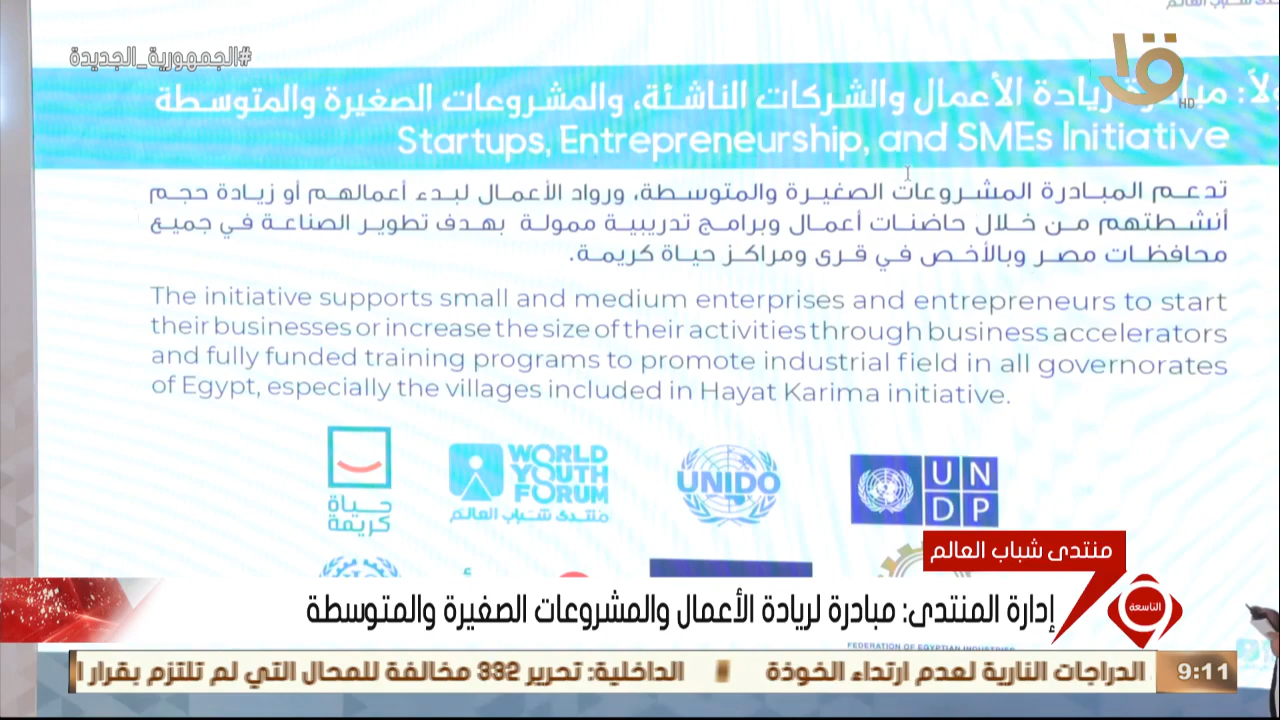 #الجمهورية_الجديدة
HD
مبادرة ريادة الأعمال والشركات الناشئة، والمشروعات الصغيرة والمتوسطة
Startups, Entrepreneurship, and SMEs Initiative
تدعم المبادرة المشروعات الصغيرة والمتوسطة، ورواد الأعمال لبدء أعمالهم أو زيادة حجم
أنشطتهم من خلال حاضنات أعمال وبرامج تدريبية ممولة بهدف تطوير الصناعة في جميع
محافظات مصر وبالأخص في قرى ومراكز حياة كريمة.
The initiative supports small and medium enterprises and entrepreneurs to start
their businesses or increase the size of their activities through business accelerators
and fully funded training programs to promote industrial field in all governorates
of Egypt, especially the villages included in Hayat Karima initiative.
حياة
كريمة
WORLD
YOUTH
FORUM
منتدى شباب العالم
UNIDO
UN
DP
منتدى شباب العالم
التاسعة
إدارة المنتدى: مبادرة لريادة الأعمال والمشروعات الصغيرة والمتوسطة
FEDERATION OF EGYPTIAN INDUSTRIES
9:11
الدراجات النارية لعدم ارتداء الخوذة
الداخلية: تحرير 332 مخالفة للمحال التي لم تلتزم بقرار ا